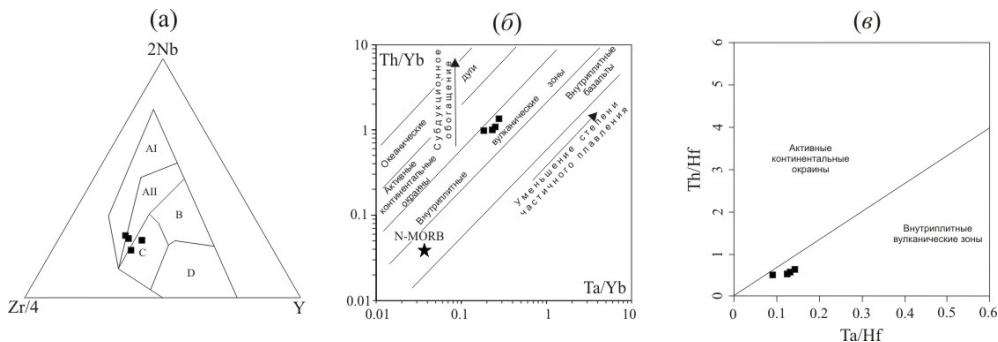 (а)
2Nb
AI
AII
B
C
D
Zr/4
Y
(б)
Th/Yb
10
1
0.1
0.01
Океанические
дуги
Субдукционное
обогащение
Активные
континентальные
окраины
Внутриплитные
вулканические
зоны
Внутриплитные
базальты
Уменьшение степени
частичного плавления
N-MORB
Ta/Yb
0.01
0.1
1
10
(в)
Th/Hf
6
5
4
3
2
1
0
Активные
континентальные
окраины
Внутриплитные
вулканические зоны
0
0.1
0.2
0.3
0.4
0.5
0.6
Ta/Hf